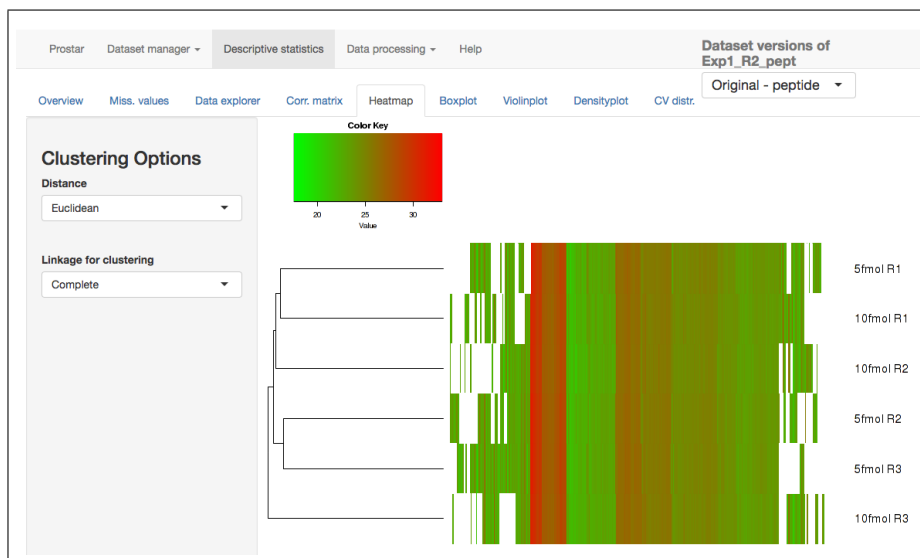 Prostar Dataset manager Descriptive statistics Data processing Help
Dataset versions of
Exp1_R2_pept
Original - peptide
Overview Miss. values Data explorer Corr. matrix Heatmap Boxplot Violinplot Densityplot CV distr.
Clustering Options
Distance
Euclidean
Linkage for clustering
Complete
Color Key
20 25 30
Value
5fmol R1
10fmol R1
10fmol R2
5fmol R2
5fmol R3
10fmol R3